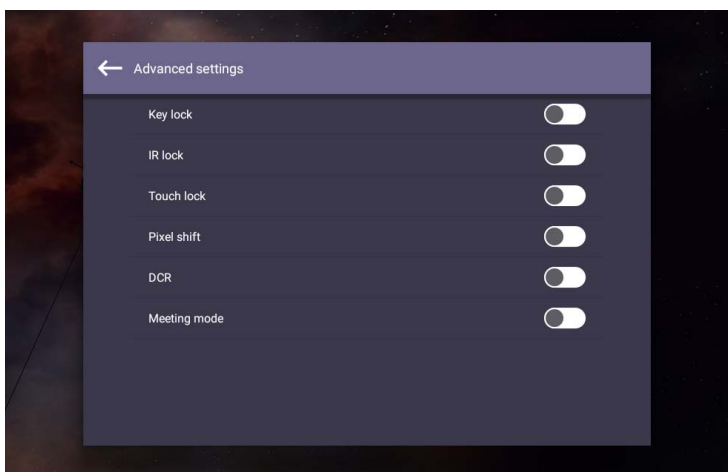 Advanced settings
Key lock
IR lock
Touch lock
Pixel shift
DCR
Meeting mode